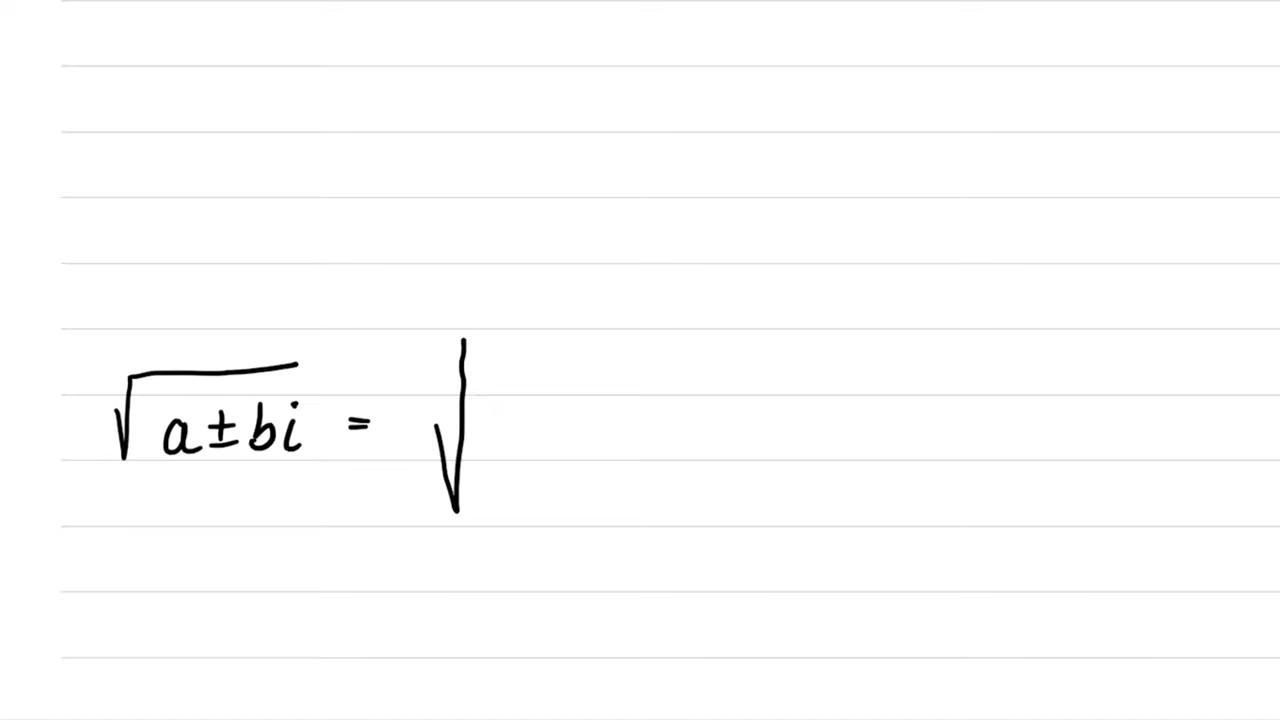 √(a±bi) = √